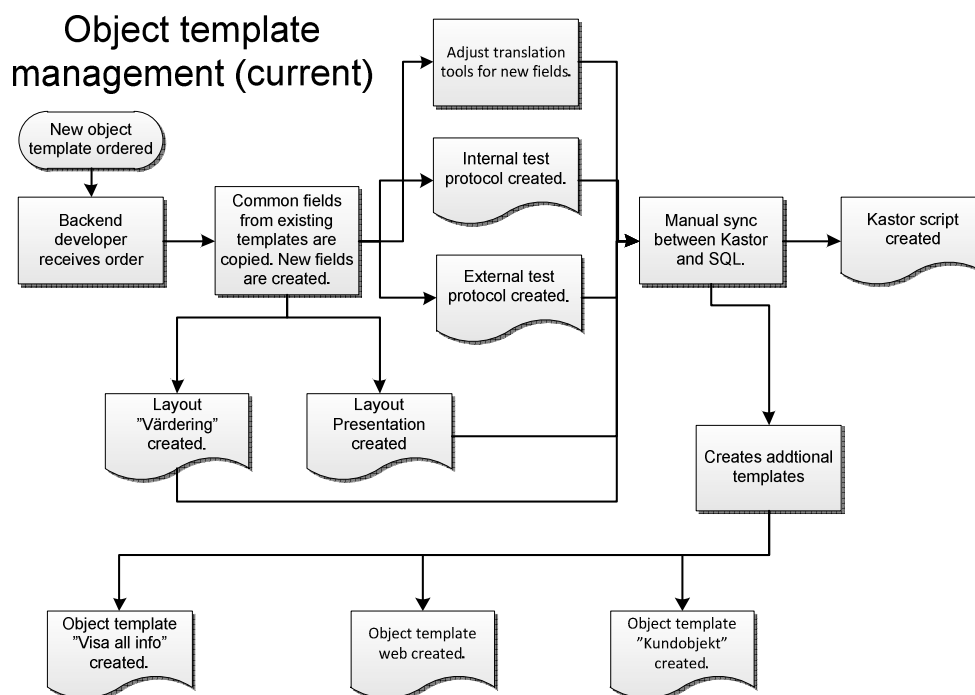 Object template
management (current)
New object
template ordered
Backend
developer
receives order
Common fields
from existing
templates are
copied. New fields
are created.
Adjust translation
tools for new fields.
Internal test
protocol created.
External test
protocol created.
Manual sync
between Kastor
and SQL.
Kastor script
created
Layout
”Värdering”
created.
Layout
Presentation
created
Creates addtional
templates
Object template
”Visa all info”
created.
Object template
web created.
Object template
”Kundobjekt”
created.